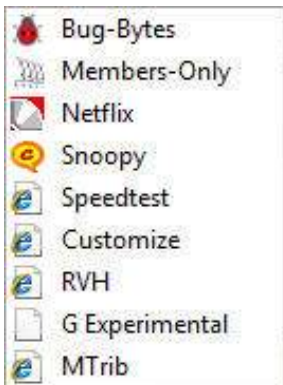 Bug-Bytes
Members-Only
Netflix
Snoopy
Speedtest
Customize
RVH
G Experimental
MTrib